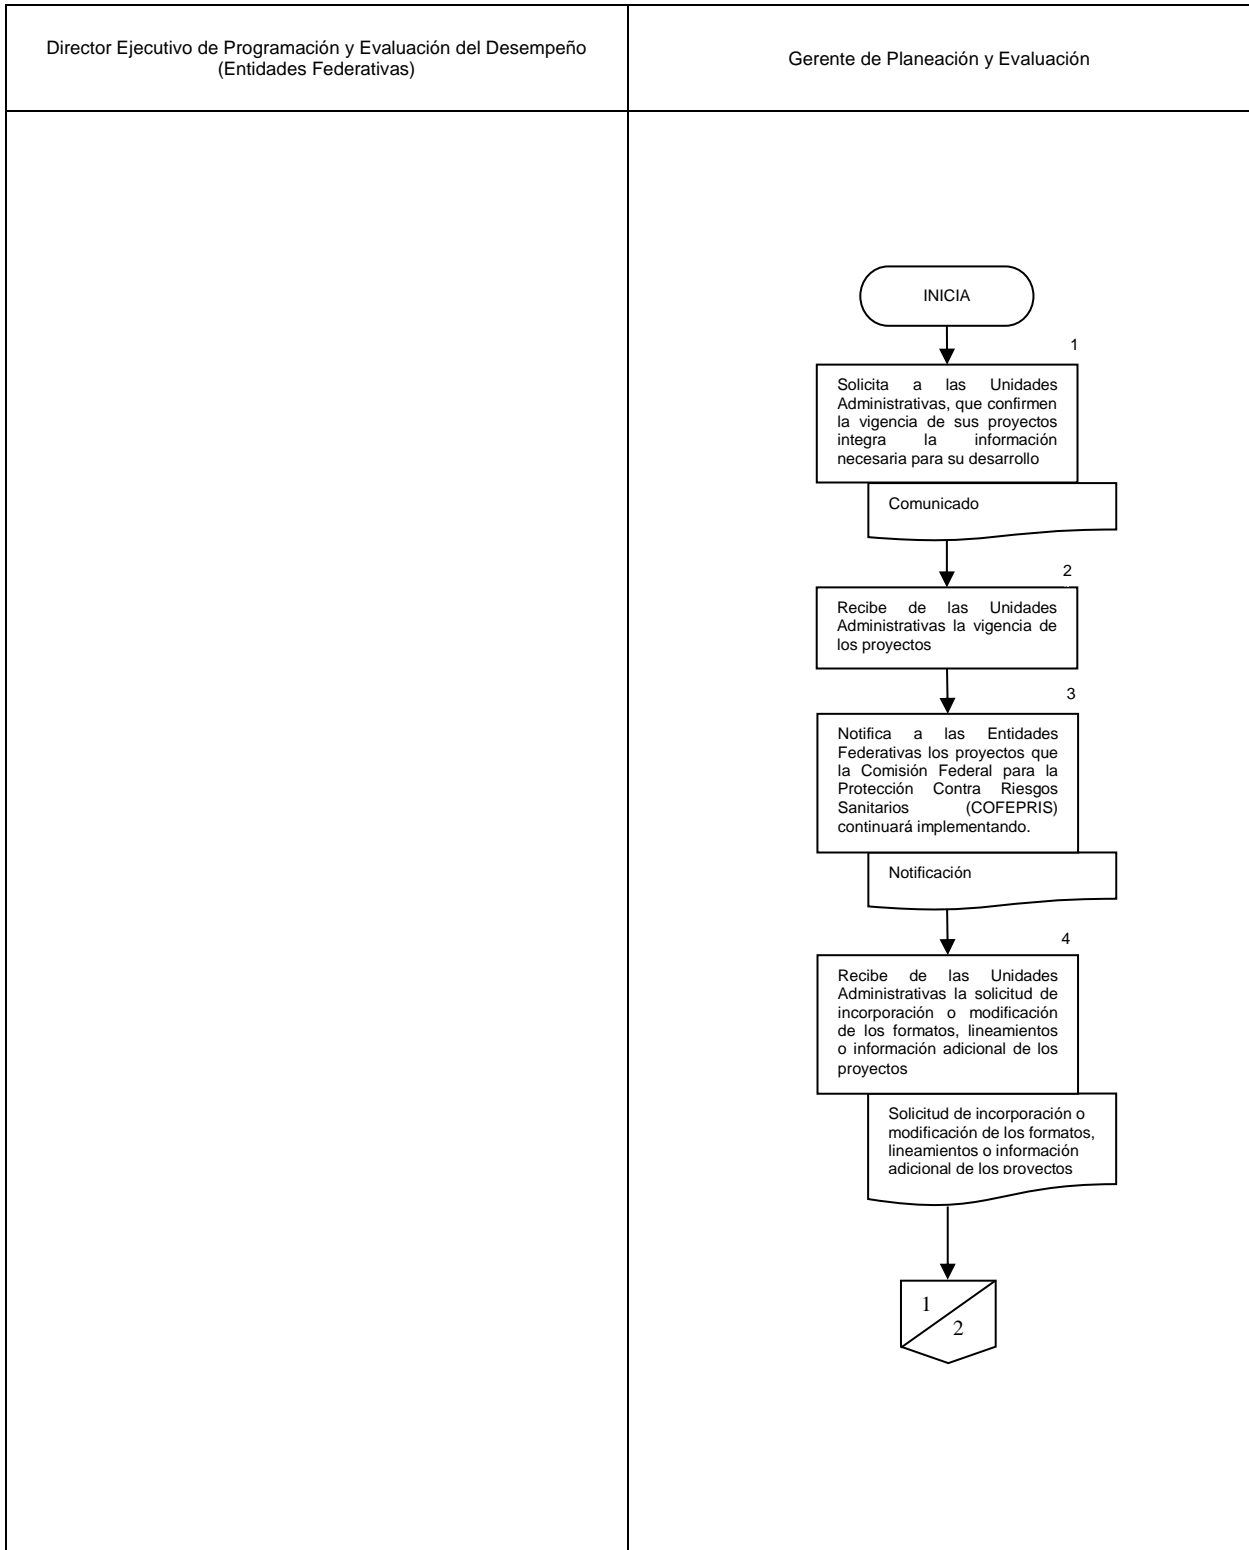 Director Ejecutivo de Programación y Evaluación del Desempeño
(Entidades Federativas)
Gerente de Planeación y Evaluación
INICIA
1
Solicita a las Unidades
Administrativas, que confirmen
la vigencia de sus proyectos
integra la información
necesaria para su desarrollo
Comunicado
2
Recibe de las Unidades
Administrativas la vigencia de
los proyectos
3
Notifica a las Entidades
Federativas los proyectos que
la Comisión Federal para la
Protección Contra Riesgos
Sanitarios (COFEPRIS)
continuará implementando.
Notificación
4
Recibe de las Unidades
Administrativas la solicitud de
incorporación o modificación
de los formatos, lineamientos
o información adicional de los
proyectos
Solicitud de incorporación o
modificación de los formatos,
lineamientos o información
adicional de los proyectos
1
2